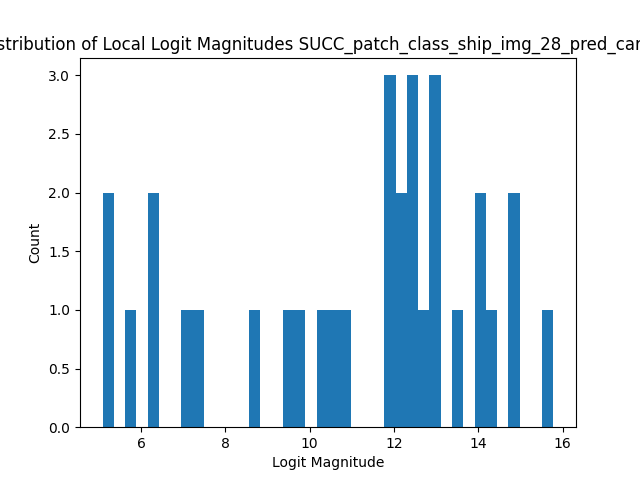 stribution of Local Logit Magnitudes SUCC_patch_class_ship_img_28_pred_car
3.0
2.5
2.0
1.5
1.0
0.5
0.0
Count
6 8 10 12 14 16
Logit Magnitude